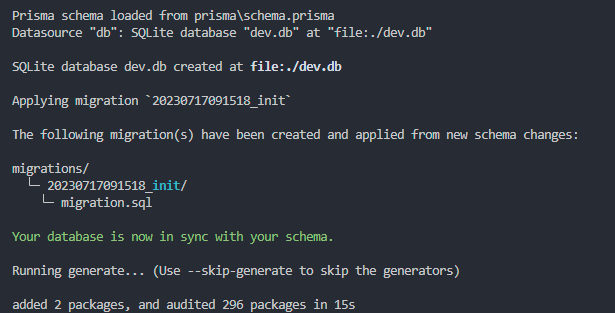 Prisma schema loaded from prisma\schema.prisma
Datasource "db": SQLite database "dev.db" at "file:./dev.db"
SQLite database dev.db created at file:./dev.db
Applying migration `20230717091518_init`
The following migration(s) have been created and applied from new schema changes:
migrations/
└─ 20230717091518_init/
└─ migration.sql
Your database is now in sync with your schema.
Running generate... (Use --skip-generate to skip the generators)
added 2 packages, and audited 296 packages in 15s